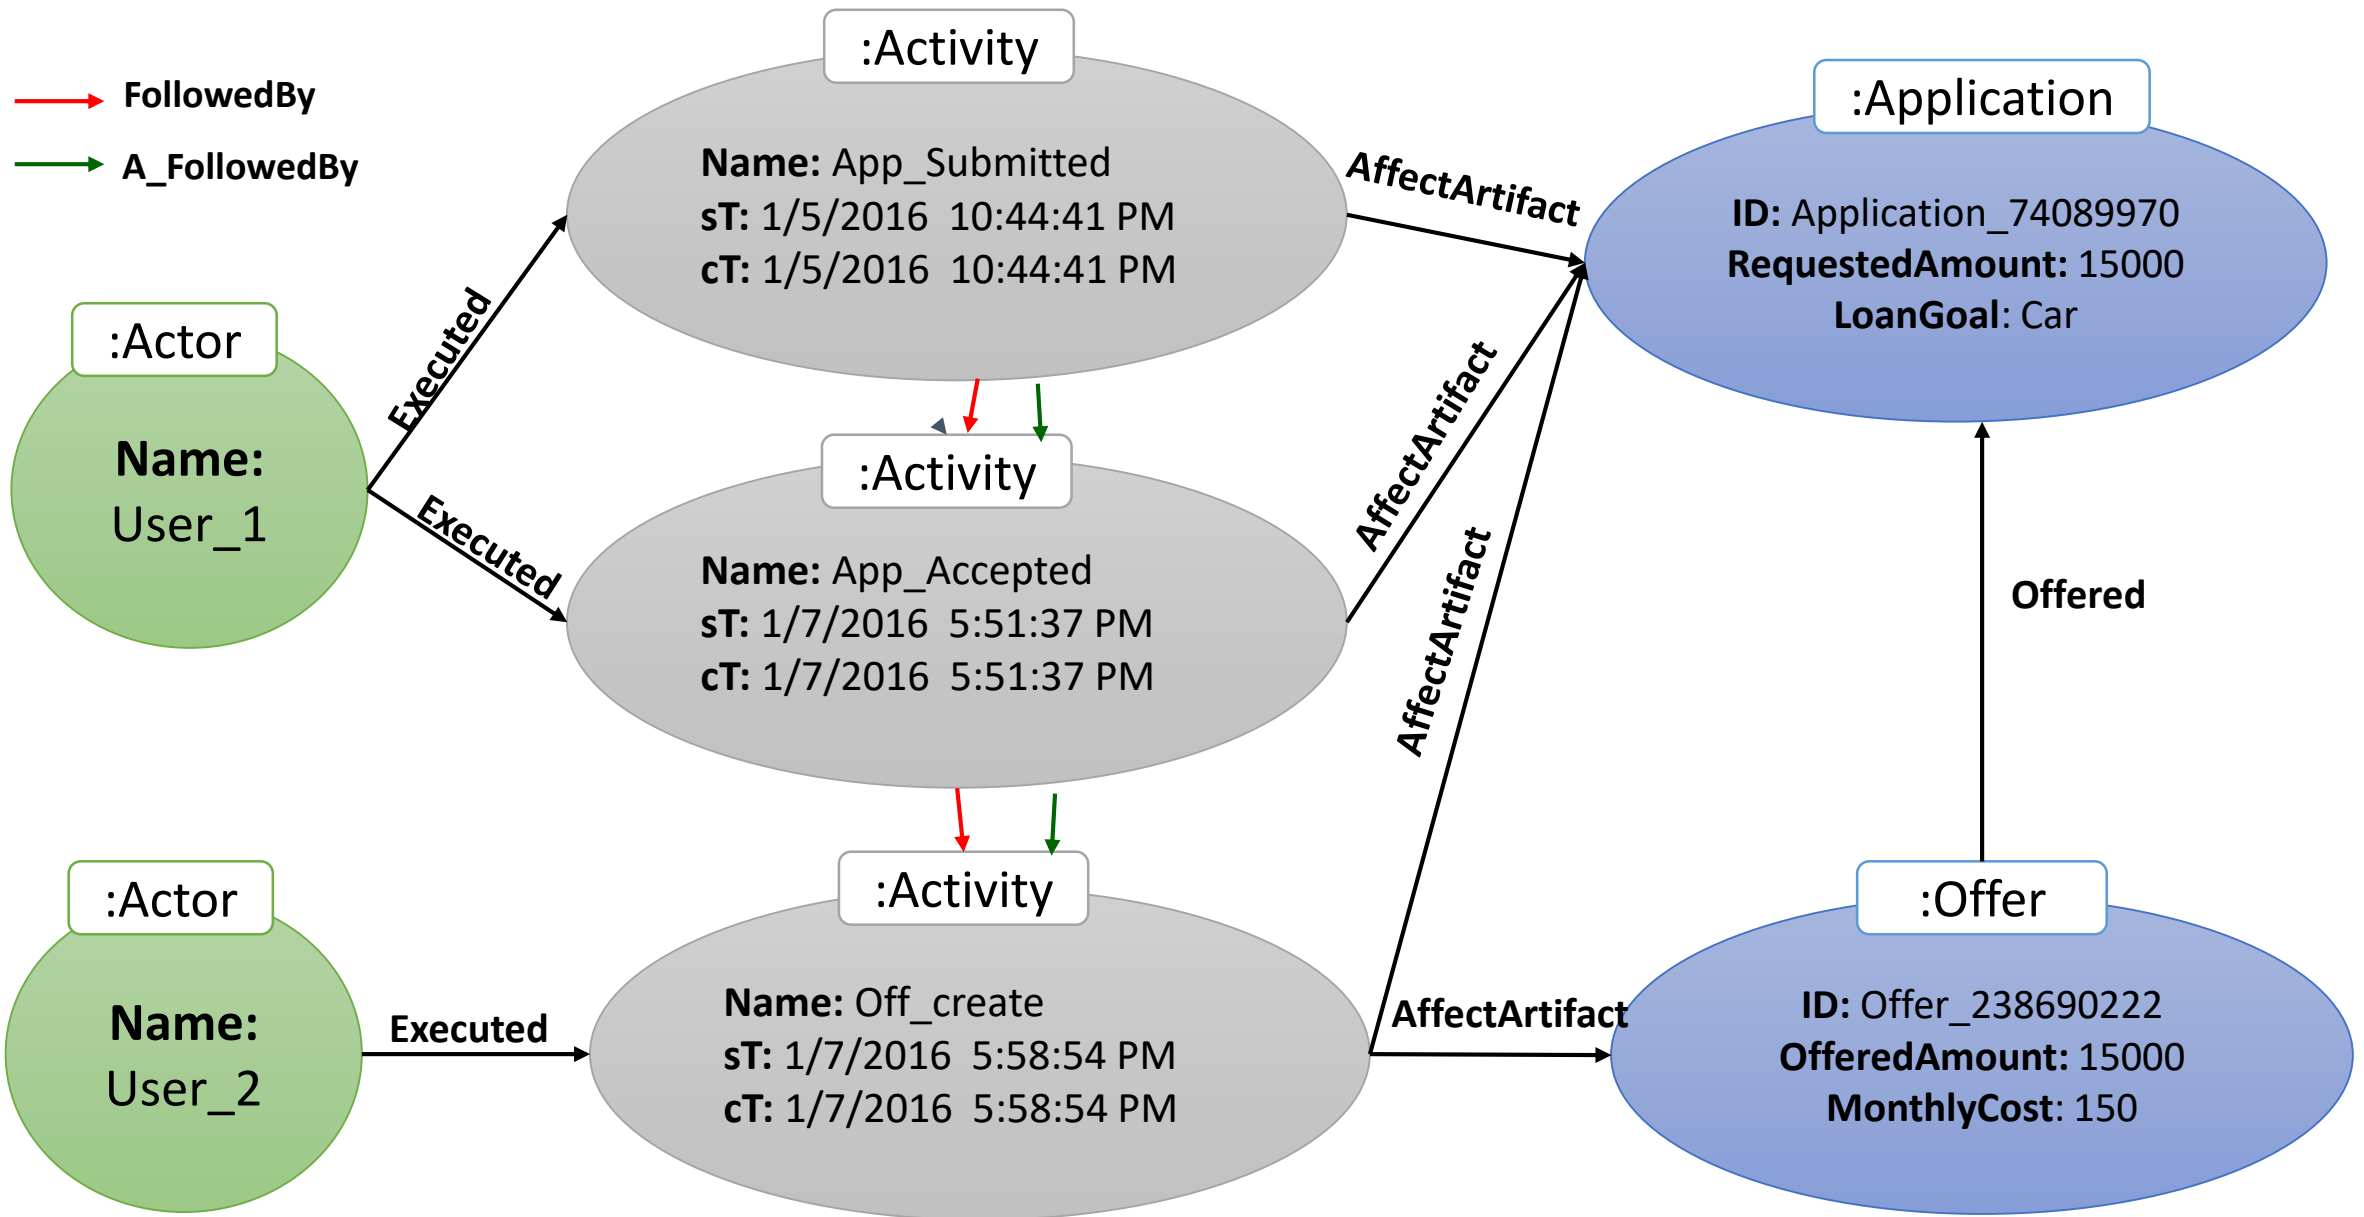 FollowedBy
A_FollowedBy
:Activity
Name: App_Submitted
sT: 1/5/2016 10:44:41 PM
cT: 1/5/2016 10:44:41 PM
AffectArtifact
:Application
ID: Application_74089970
RequestedAmount: 15000
LoanGoal: Car
:Actor
Name:
User_1
Executed
Executed
:Activity
Name: App_Accepted
sT: 1/7/2016 5:51:37 PM
cT: 1/7/2016 5:51:37 PM
AffectArtifact
AffectArtifact
Offered
:Actor
Name:
User_2
Executed
:Activity
Name: Off_create
sT: 1/7/2016 5:58:54 PM
cT: 1/7/2016 5:58:54 PM
AffectArtifact
:Offer
ID: Offer_238690222
OfferedAmount: 15000
MonthlyCost: 150